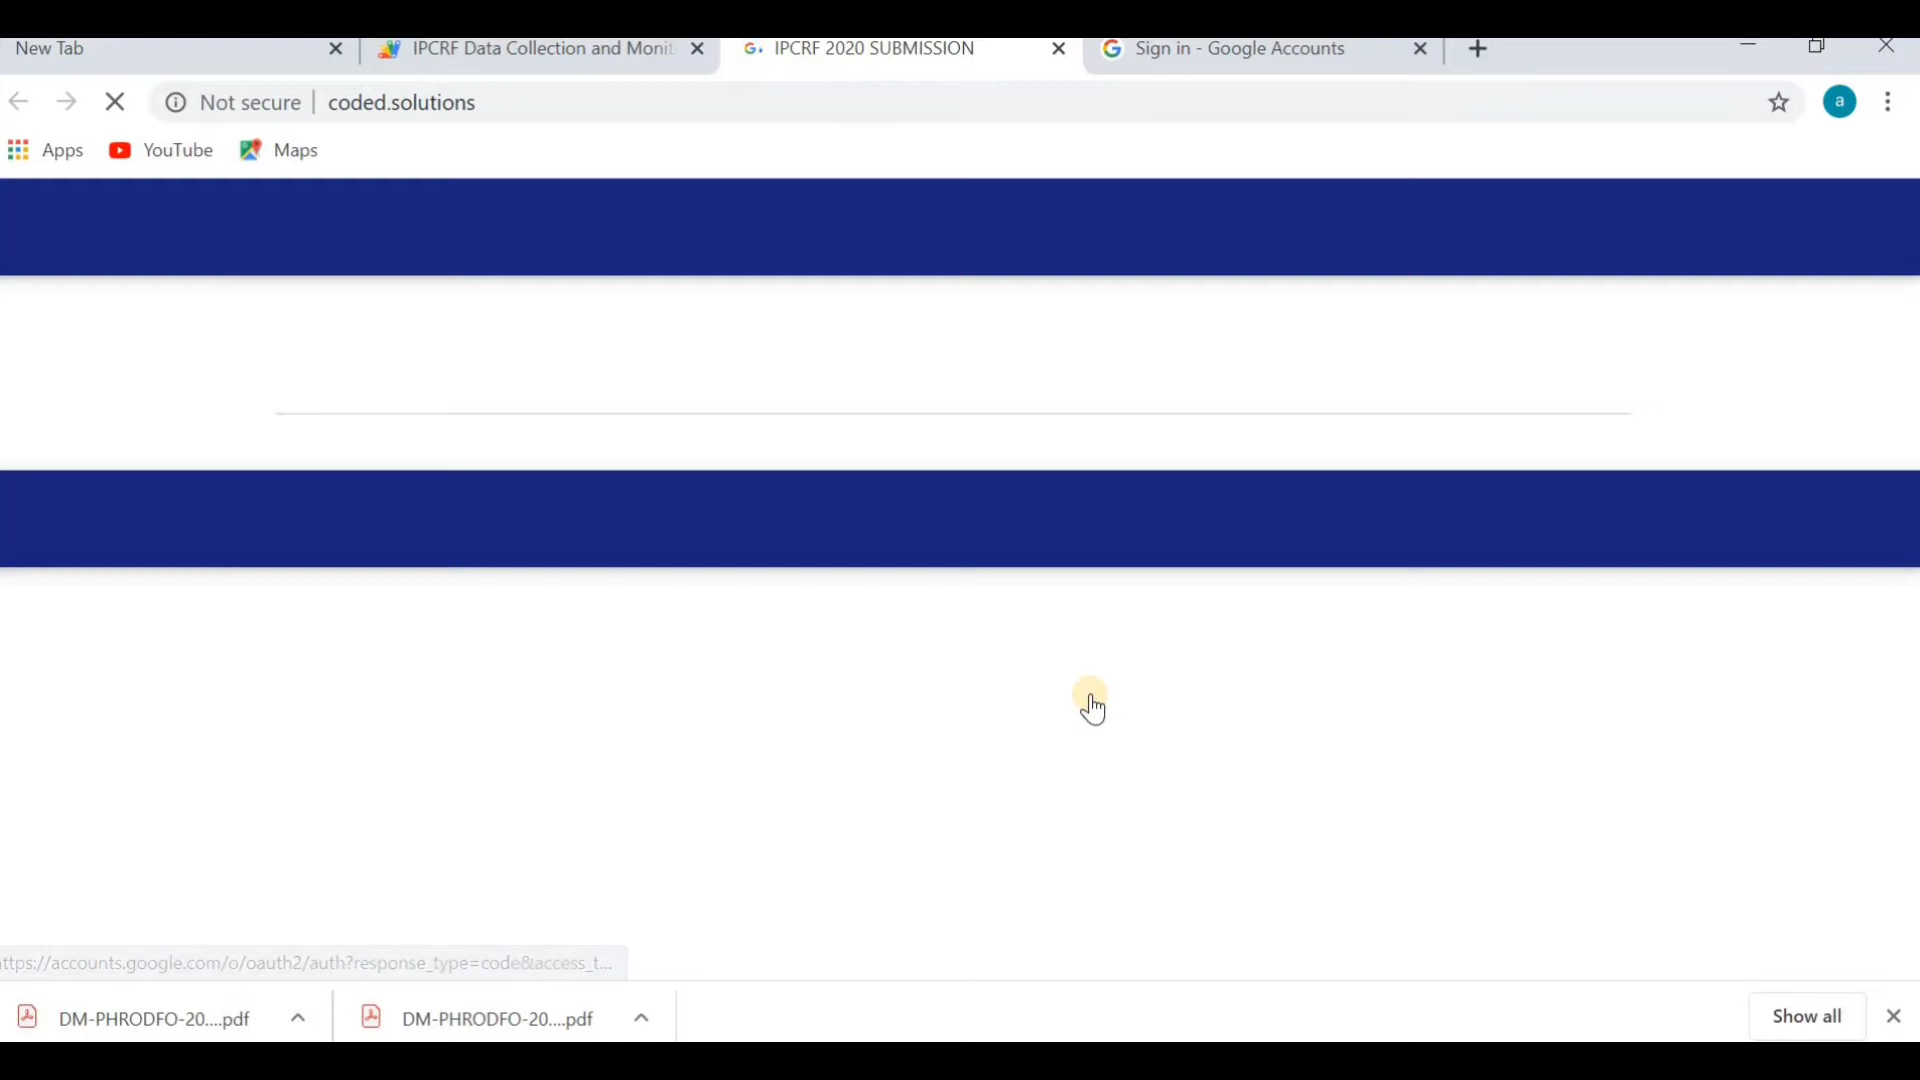 New Tab
IPCRF Data Collection and Monit
IPCRF 2020 SUBMISSION
Sign in - Google Accounts
Not secure
coded.solutions
a
Apps
YouTube
Maps
ttps://accounts.google.com/o/oauth2/auth?response_type=code&access_t...
DM-PHRODFO-20....pdf
DM-PHRODFO-20....pdf
Show all